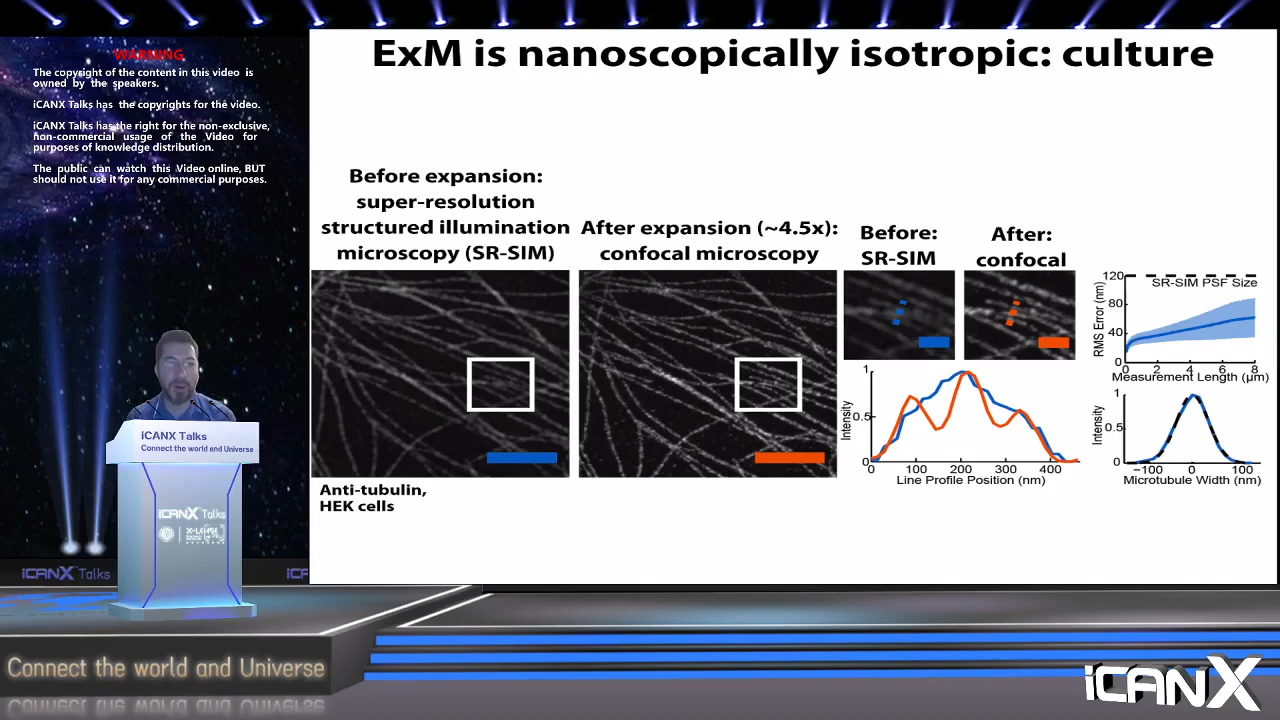 WARNING
The copyright of the content in this video is
owned by the speakers.
iCANX Talks has the copyrights for the video.
iCANX Talks has the right for the non-exclusive,
non-commercial usage of the Video for
purposes of knowledge distribution.
The public can watch this Video online, BUT
should not use it for any commercial purposes.
ExM is nanoscopically isotropic: culture
Before expansion:
super-resolution
structured illumination
microscopy (SR-SIM)
After expansion (~4.5x):
confocal microscopy
Before:
SR-SIM
After:
confocal
Anti-tubulin,
HEK cells
1
0.5
0
Intensity
0 100 200 300 400
Line Profile Position (nm)
120
80
40
0
RMS Error (nm)
SR-SIM PSF Size
0 2 4 6 8
Measurement Length (µm)
1
0.5
0
Intensity
−100 0 100
Microtubule Width (nm)
iCANX Talks
Connect the world and Universe
iCANX Talks
iCANX Talks
iCA
Connect the world and Universe
iCANX